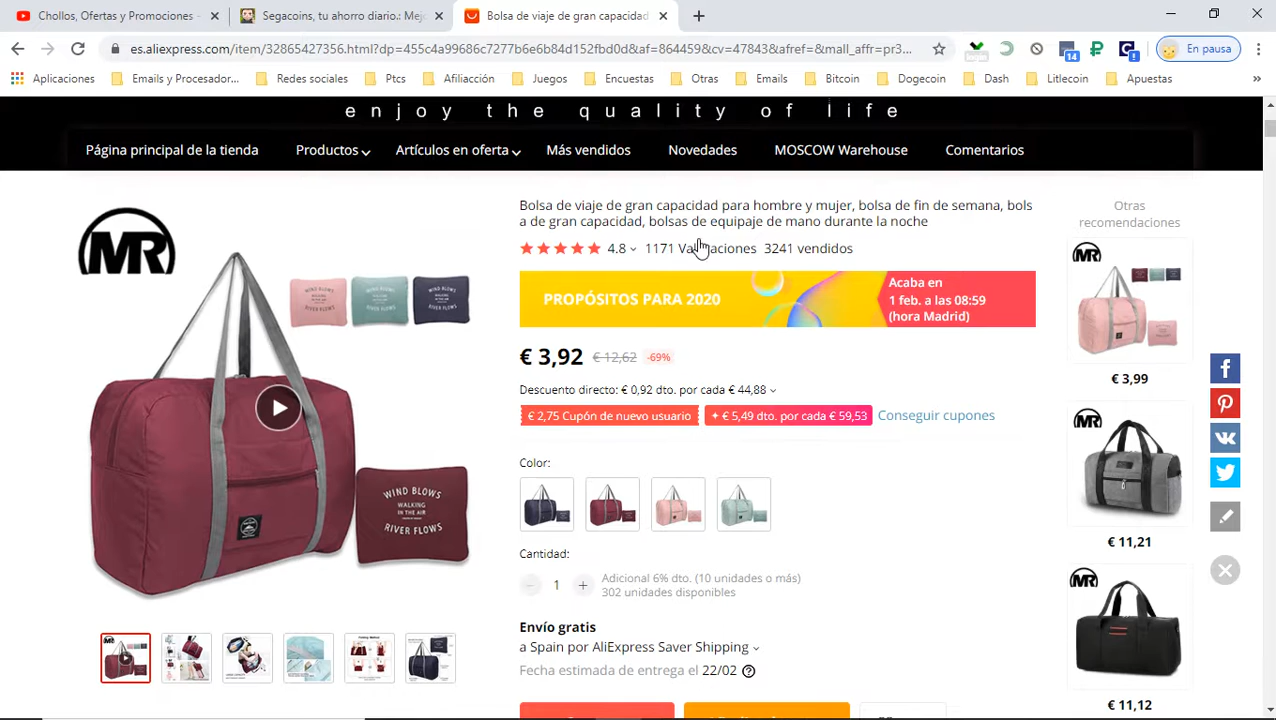 Chollos, Ofertas y Promociones -
Segacoins, tu ahorro diario.: Mejo
Bolsa de viaje de gran capacidad
es.aliexpress.com/item/32865427356.html?dp=455c4a9606c7277b6e6b84d152fbd0d&af=864459&cv=47843&afref=&mall_affr=pr3...
14
En pausa
Aplicaciones
Emails y Procesador...
Redes sociales
Ptcs
Afiliacción
Juegos
Encuestas
Otros
Emails
Bitcoin
Dogecoin
Dash
Litlecoin
Apuestas
»
enjoy the quality of life
Página principal de la tienda
Productos
Artículos en oferta
Más vendidos
Novedades
MOSCOW Warehouse
Comentarios
MR
WIND BLOWS
WALKING
IN THE AIR
RIVER FLOWS
Bolsa de viaje de gran capacidad para hombre y mujer, bolsa de fin de semana, bols
a de gran capacidad, bolsas de equipaje de mano durante la noche
4.8 1171 Valoraciones 3241 vendidos
PROPÓSITOS PARA 2020
Acaba en
1 feb. a las 08:59
(hora Madrid)
€ 3,92 € 12,62 -69%
Descuento directo: € 0,92 dto. por cada € 44,88
€ 2,75 Cupón de nuevo usuario
+ € 5,49 dto. por cada € 59,53
Conseguir cupones
Color:
Cantidad:
− 1 +
Adicional 6% dto. (10 unidades o más)
302 unidades disponibles
Envío gratis
a Spain por AliExpress Saver Shipping
Fecha estimada de entrega el 22/02
Otras
recomendaciones
MR
€ 3,99
MR
€ 11,21
MR
€ 11,12